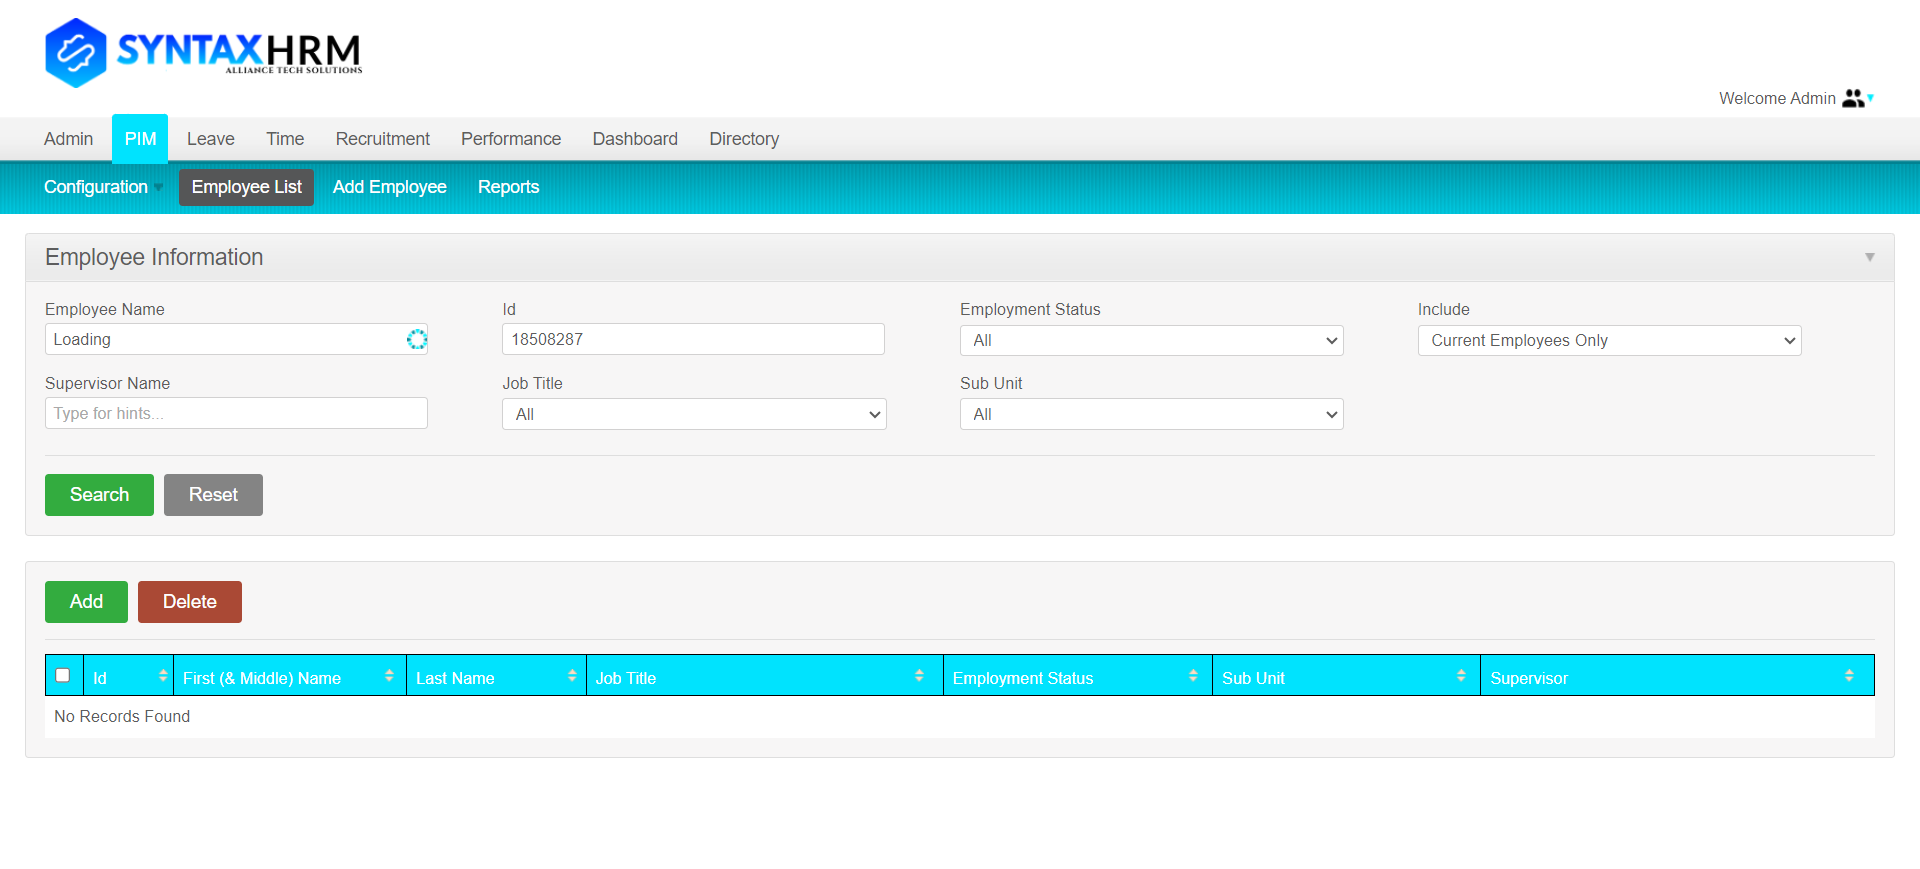 SYNTAXHRM
ALLIANCE TECH SOLUTIONS
Welcome Admin
Admin PIM Leave Time Recruitment Performance Dashboard Directory
Configuration Employee List Add Employee Reports
Employee Information
Employee Name Id Employment Status Include
Loading 18508287 All Current Employees Only
Supervisor Name Job Title Sub Unit
Type for hints... All All
Search Reset
Add Delete
Id First (& Middle) Name Last Name Job Title Employment Status Sub Unit Supervisor
No Records Found